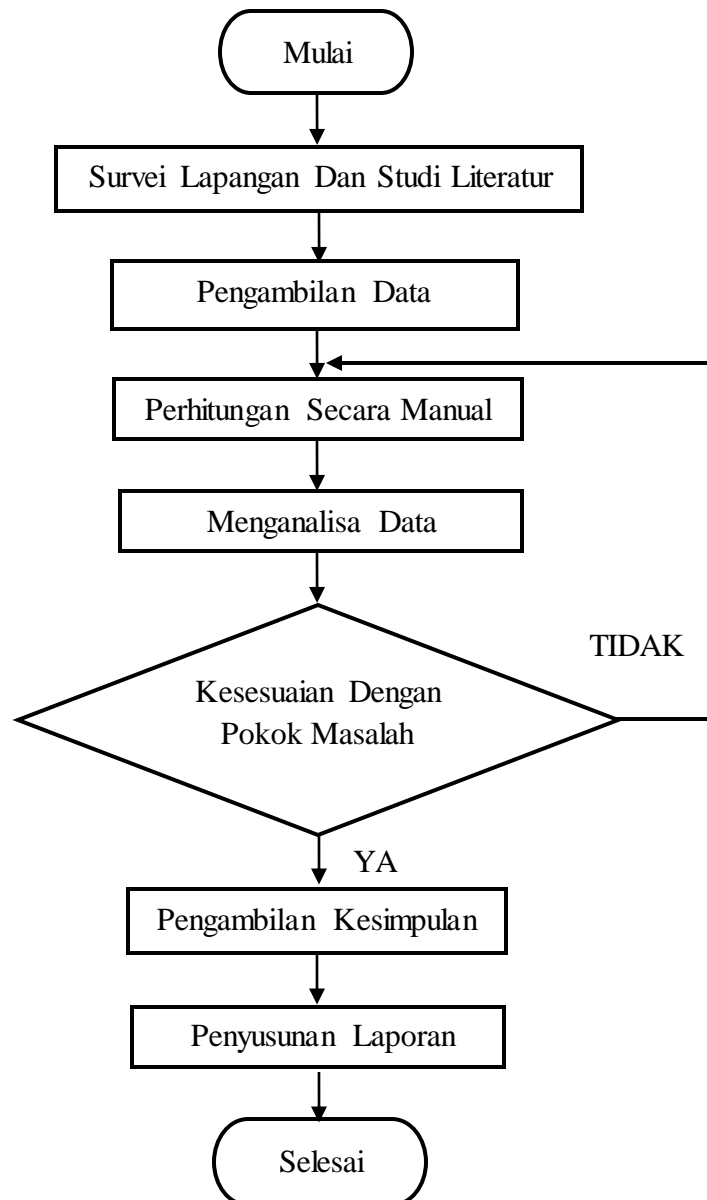 Mulai
Survei Lapangan Dan Studi Literatur
Pengambilan Data
Perhitungan Secara Manual
Menganalisa Data
TIDAK
Kesesuaian Dengan
Pokok Masalah
YA
Pengambilan Kesimpulan
Penyusunan Laporan
Selesai